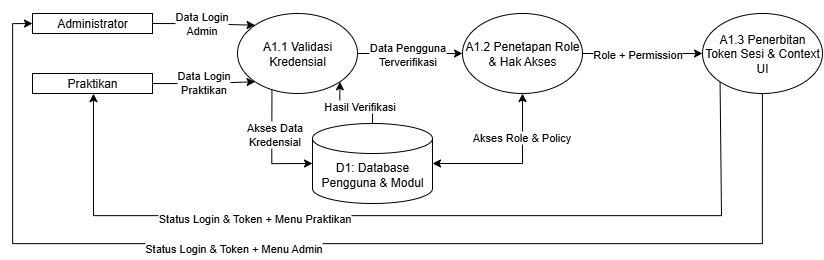 Administrator
Data Login
Admin
A1.1 Validasi
Kredensial
Data Pengguna
Terverifikasi
A1.2 Penetapan Role
& Hak Akses
Role + Permission
A1.3 Penerbitan
Token Sesi & Context
UI
Praktikan
Data Login
Praktikan
Hasil Verifikasi
Akses Data
Kredensial
Akses Role & Policy
D1: Database
Pengguna & Modul
Status Login & Token + Menu Praktikan
Status Login & Token + Menu Admin